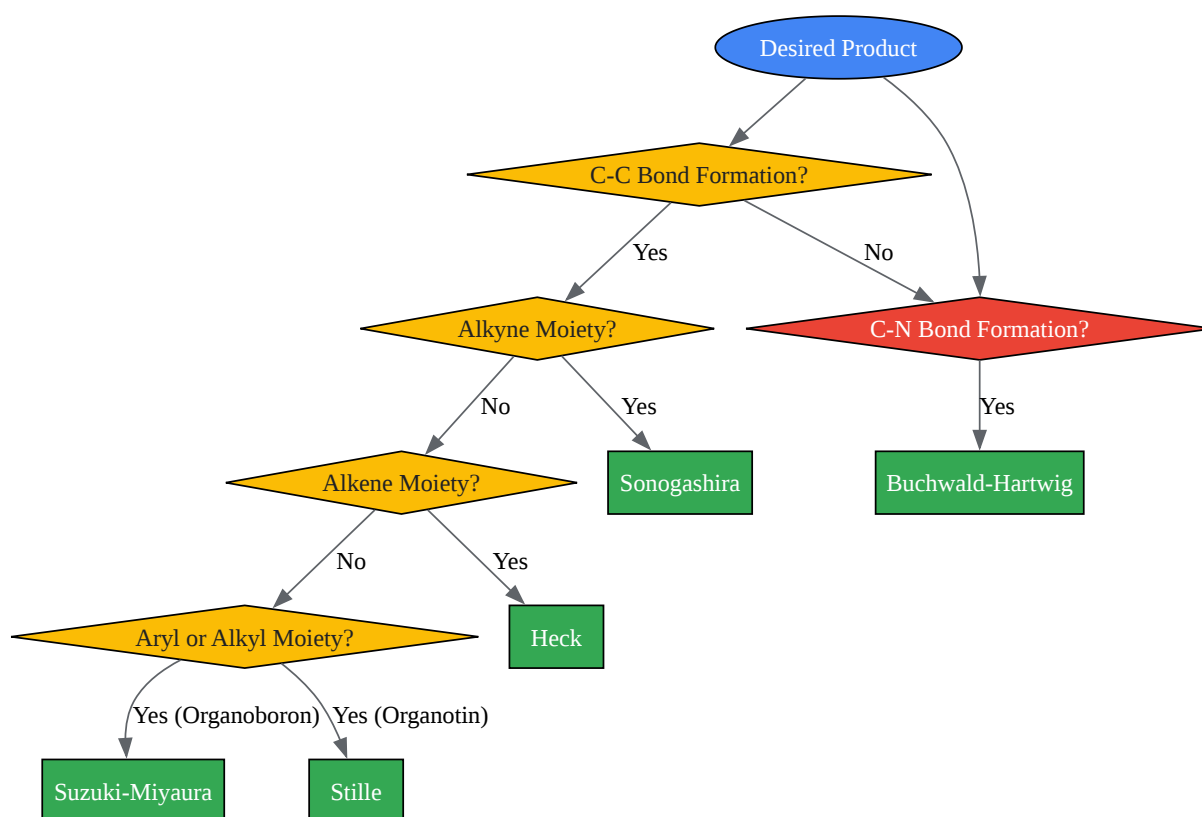 Desired Product
C-C Bond Formation?
Yes
No
Alkyne Moiety?
C-N Bond Formation?
No
Yes
Yes
Alkene Moiety?
Sonogashira
Buchwald-Hartwig
No
Yes
Aryl or Alkyl Moiety?
Heck
Yes (Organoboron)
Yes (Organotin)
Suzuki-Miyaura
Stille